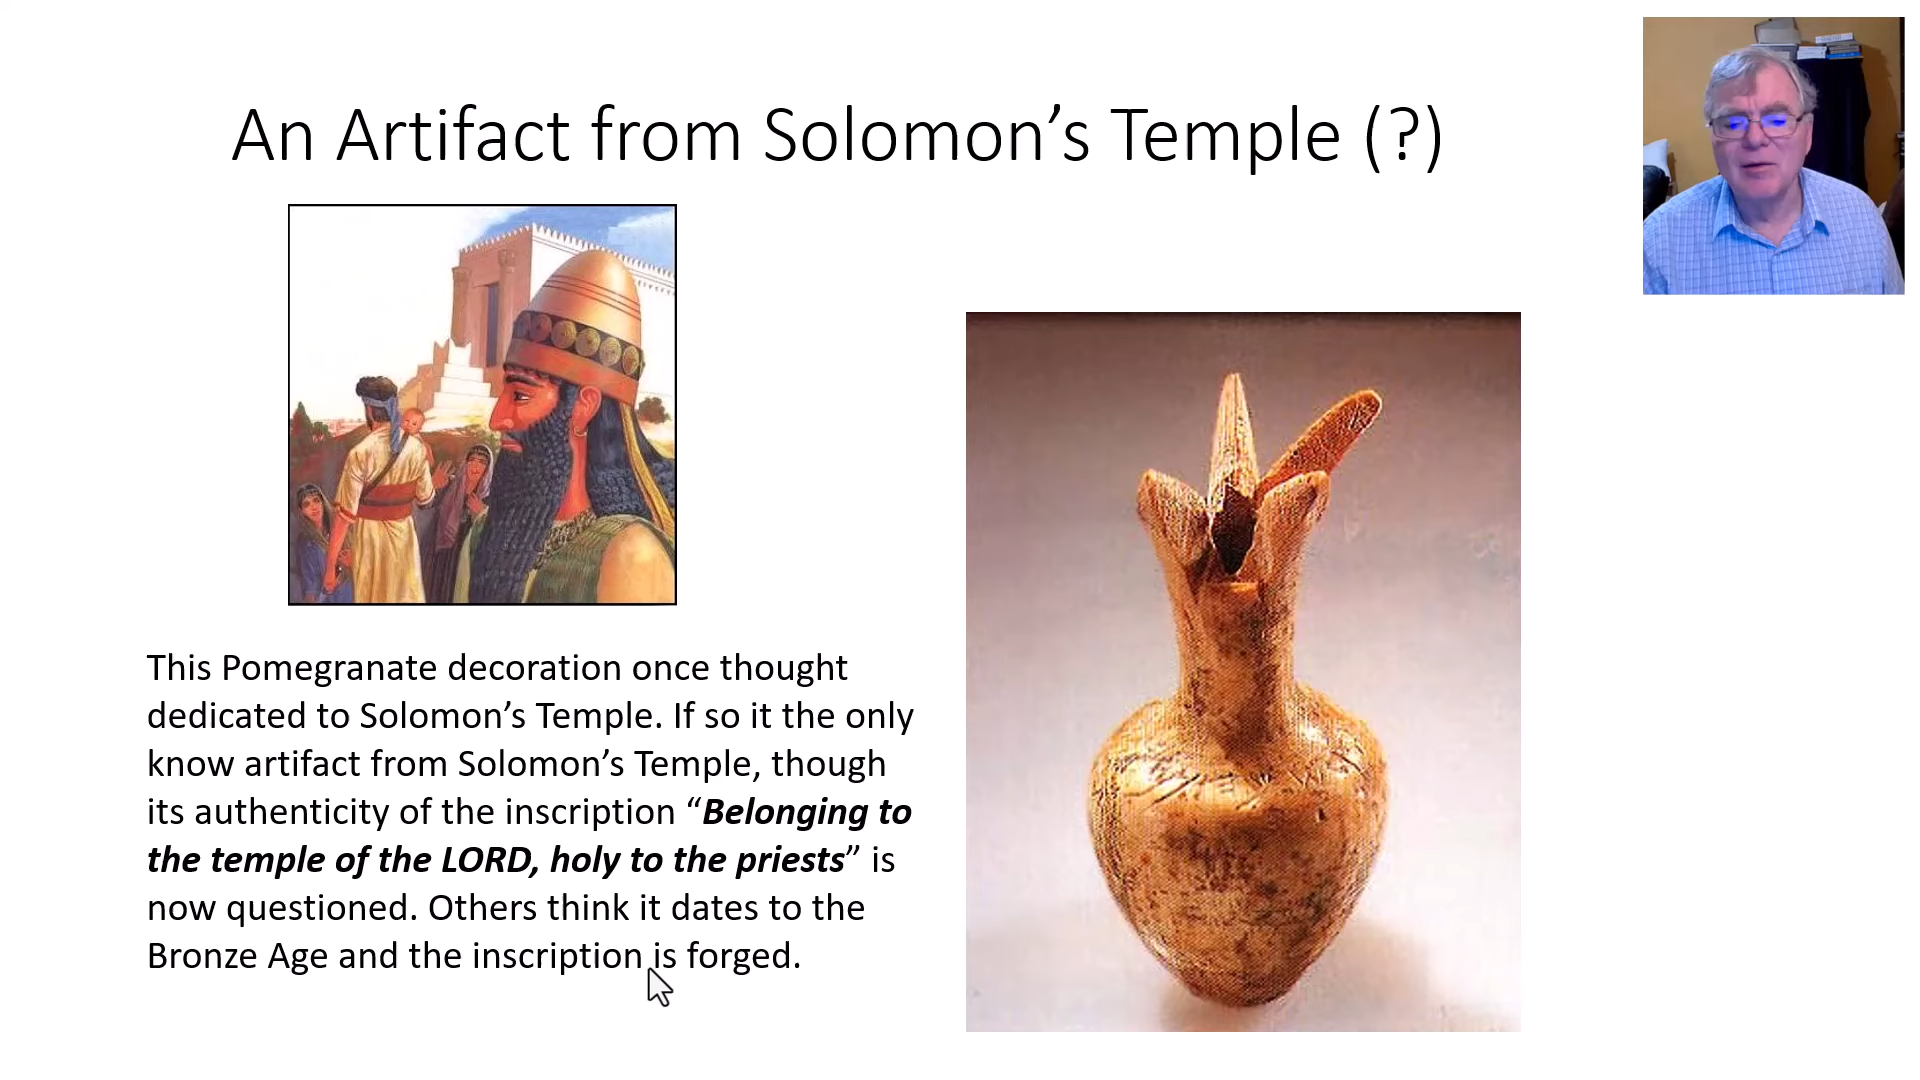 An Artifact from Solomon’s Temple (?)
This Pomegranate decoration once thought
dedicated to Solomon’s Temple. If so it the only
know artifact from Solomon’s Temple, though
its authenticity of the inscription “Belonging to
the temple of the LORD, holy to the priests” is
now questioned. Others think it dates to the
Bronze Age and the inscription is forged.